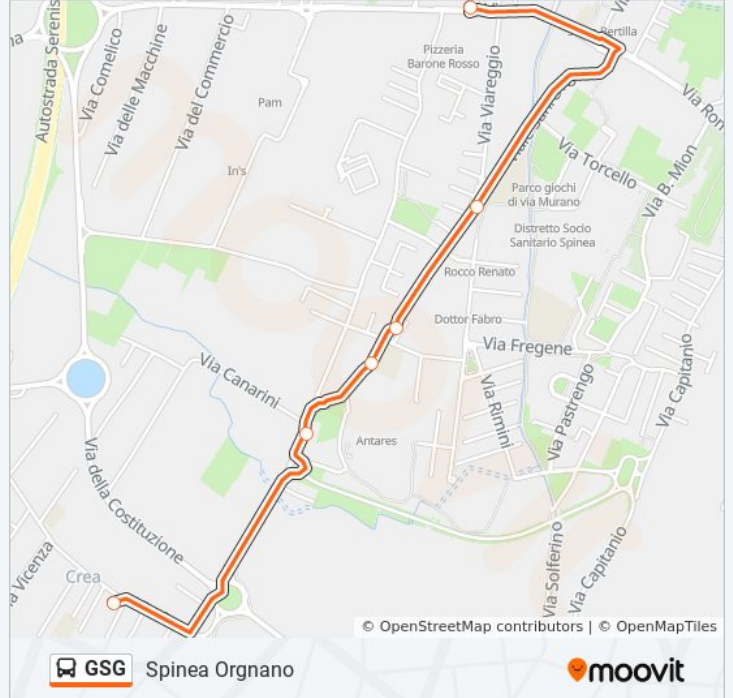 Autostrada Serenis
Via Comelico
Via delle Machine
Via del Commercio
Pizzeria
Barone Rosso
Via Viareggio
Bertilla
Via Rom
Pam
In's
Via Torcello
Via B. Mion
Parco giochi
di via Murano
Distretto Socio
Sanitario Spinea
Rocco Renato
Dottor Fabro
Via Fregene
Via Capitanio
Via Canarini
Via Rimini
Via Pastrengo
Antares
Via della Costituzione
Via Solferino
Via Capitanio
a Vicenza
Crea
© OpenStreetMap contributors | © OpenMapTiles
GSG Spinea Orgnano
moovit